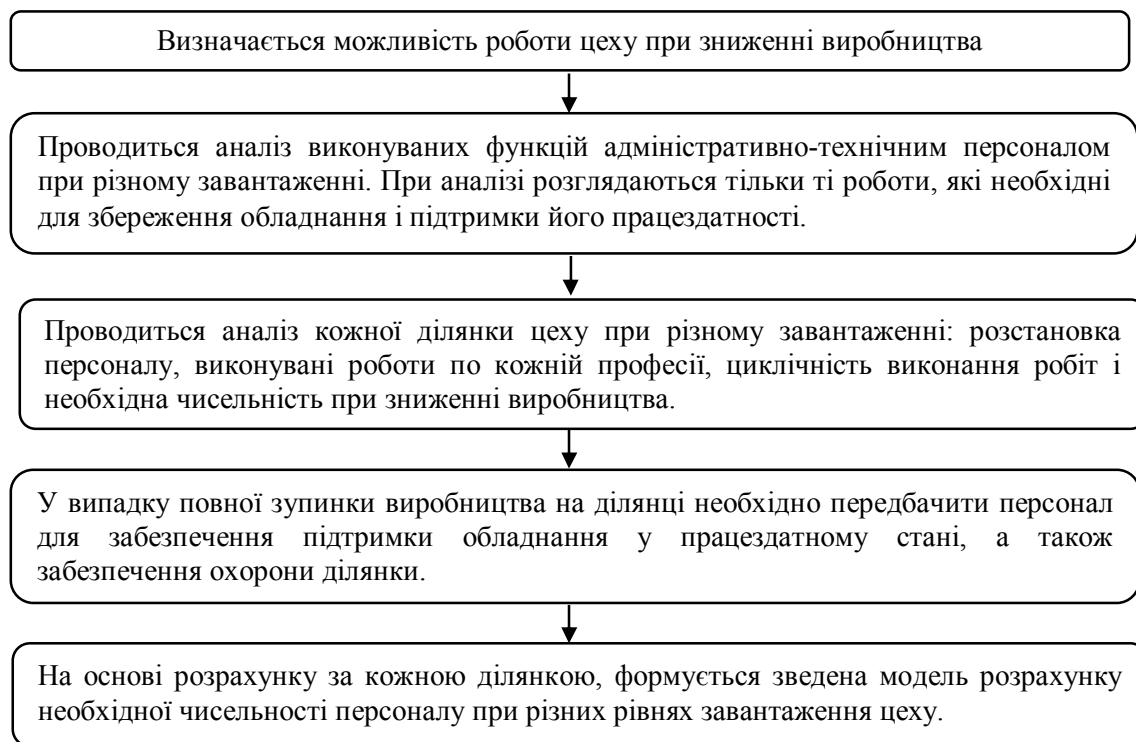 Визначається можливість роботи цеху при зниженні виробництва
Проводиться аналіз виконуваних функцій адміністративно-технічним персоналом
при різному завантаженні. При аналізі розглядаються тільки ті роботи, які необхідні
для збереження обладнання і підтримки його працездатності.
Проводиться аналіз кожної ділянки цеху при різному завантаженні: розстановка
персоналу, виконувані роботи по кожній професії, циклічність виконання робіт і
необхідна чисельність при зниженні виробництва.
У випадку повної зупинки виробництва на ділянці необхідно передбачити персонал
для забезпечення підтримки обладнання у працездатному стані, а також
забезпечення охорони ділянки.
На основі розрахунку за кожною ділянкою, формується зведена модель розрахунку
необхідної чисельності персоналу при різних рівнях завантаження цеху.